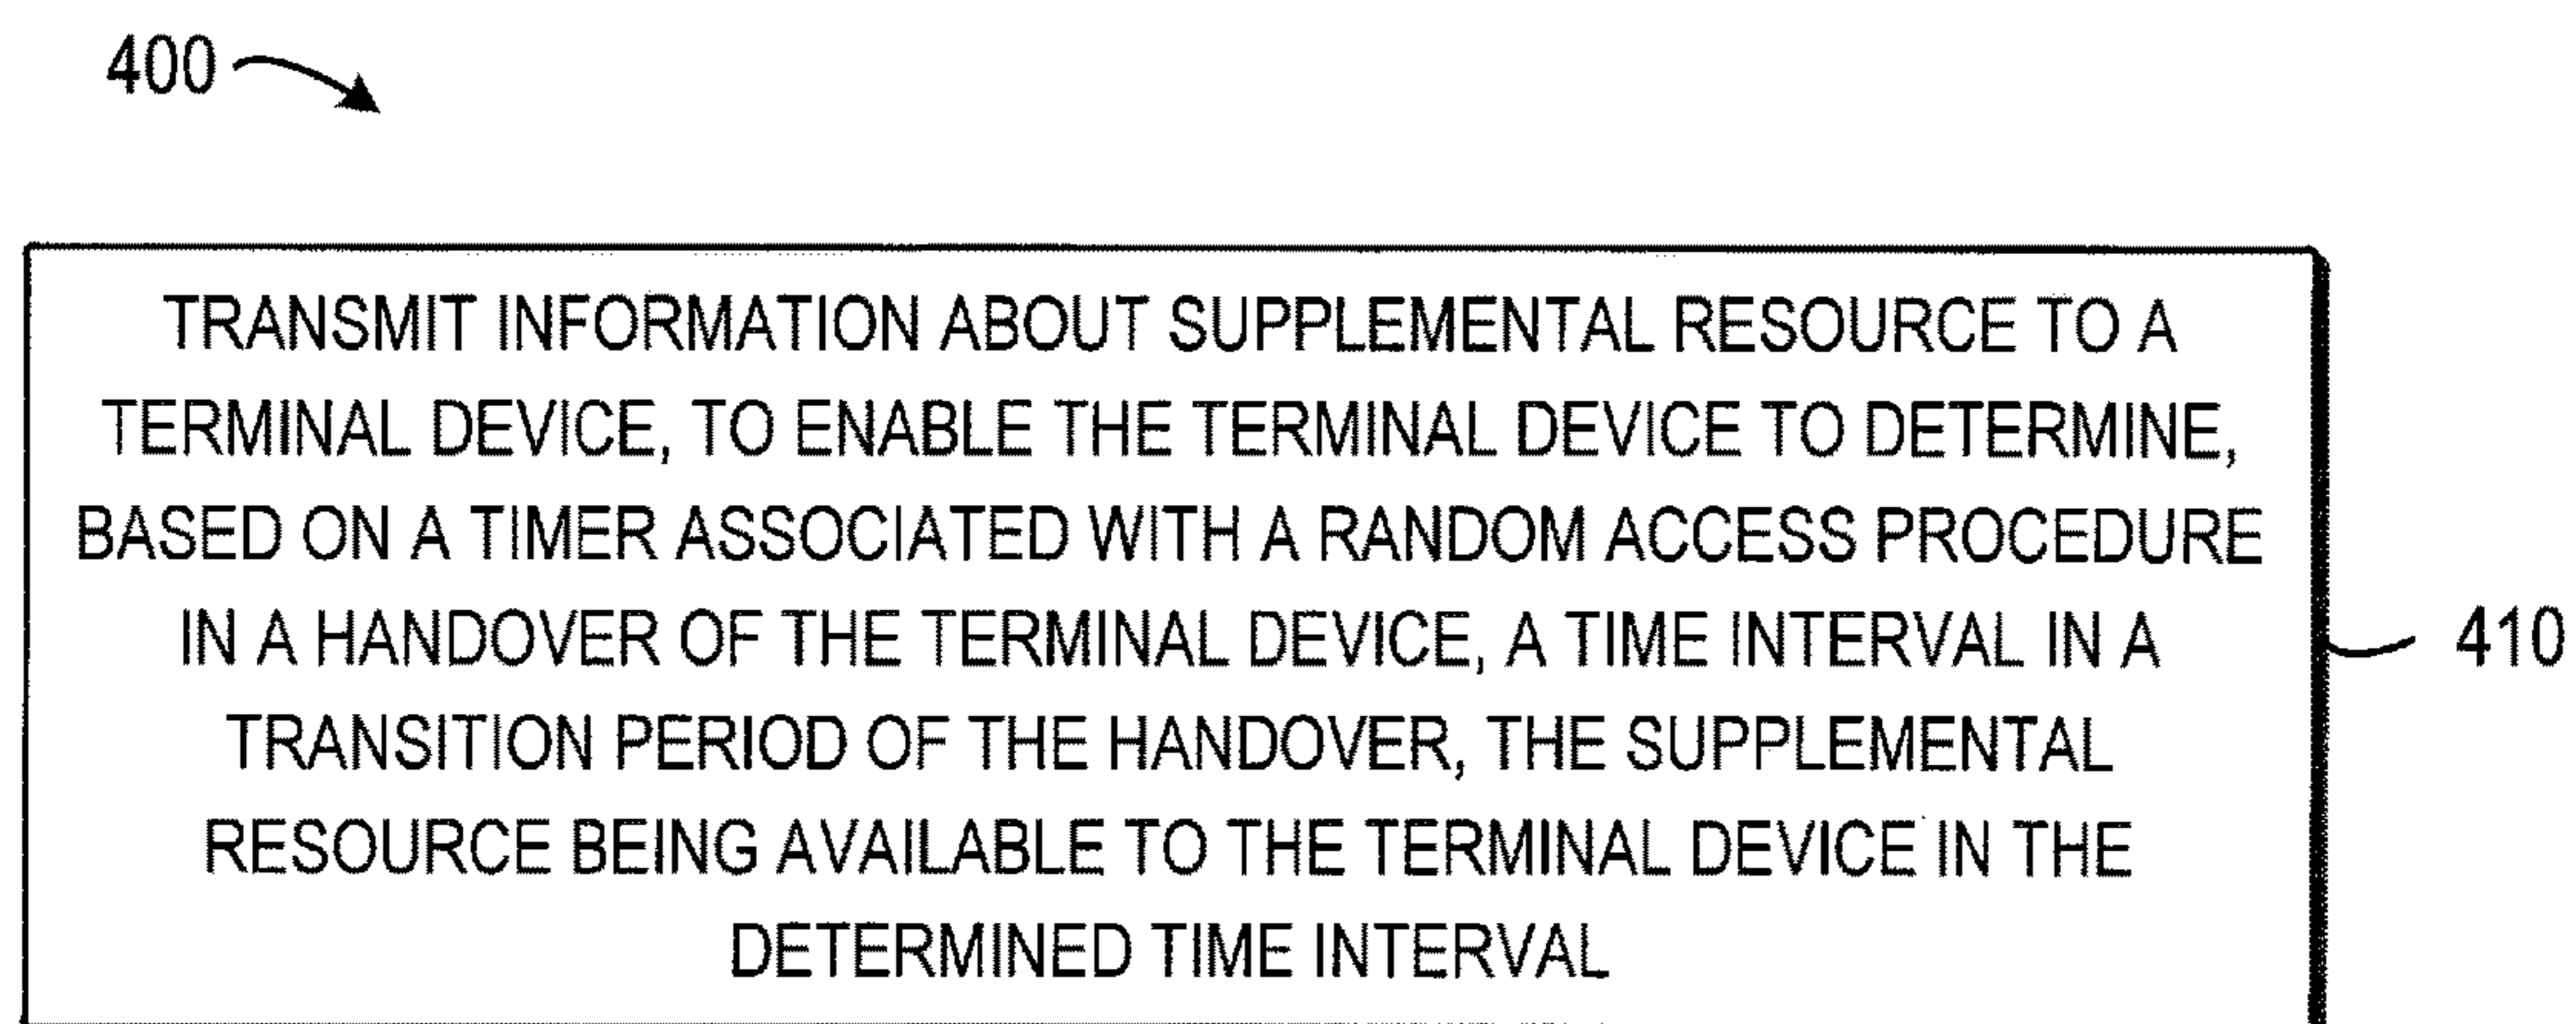 400
TRANSMIT INFORMATION ABOUT SUPPLEMENTAL RESOURCE TO A
TERMINAL DEVICE, TO ENABLE THE TERMINAL DEVICE TO DETERMINE,
BASED ON A TIMER ASSOCIATED WITH A RANDOM ACCESS PROCEDURE
IN A HANDOVER OF THE TERMINAL DEVICE, A TIME INTERVAL IN A
TRANSITION PERIOD OF THE HANDOVER, THE SUPPLEMENTAL
RESOURCE BEING AVAILABLE TO THE TERMINAL DEVICE IN THE
DETERMINED TIME INTERVAL
410